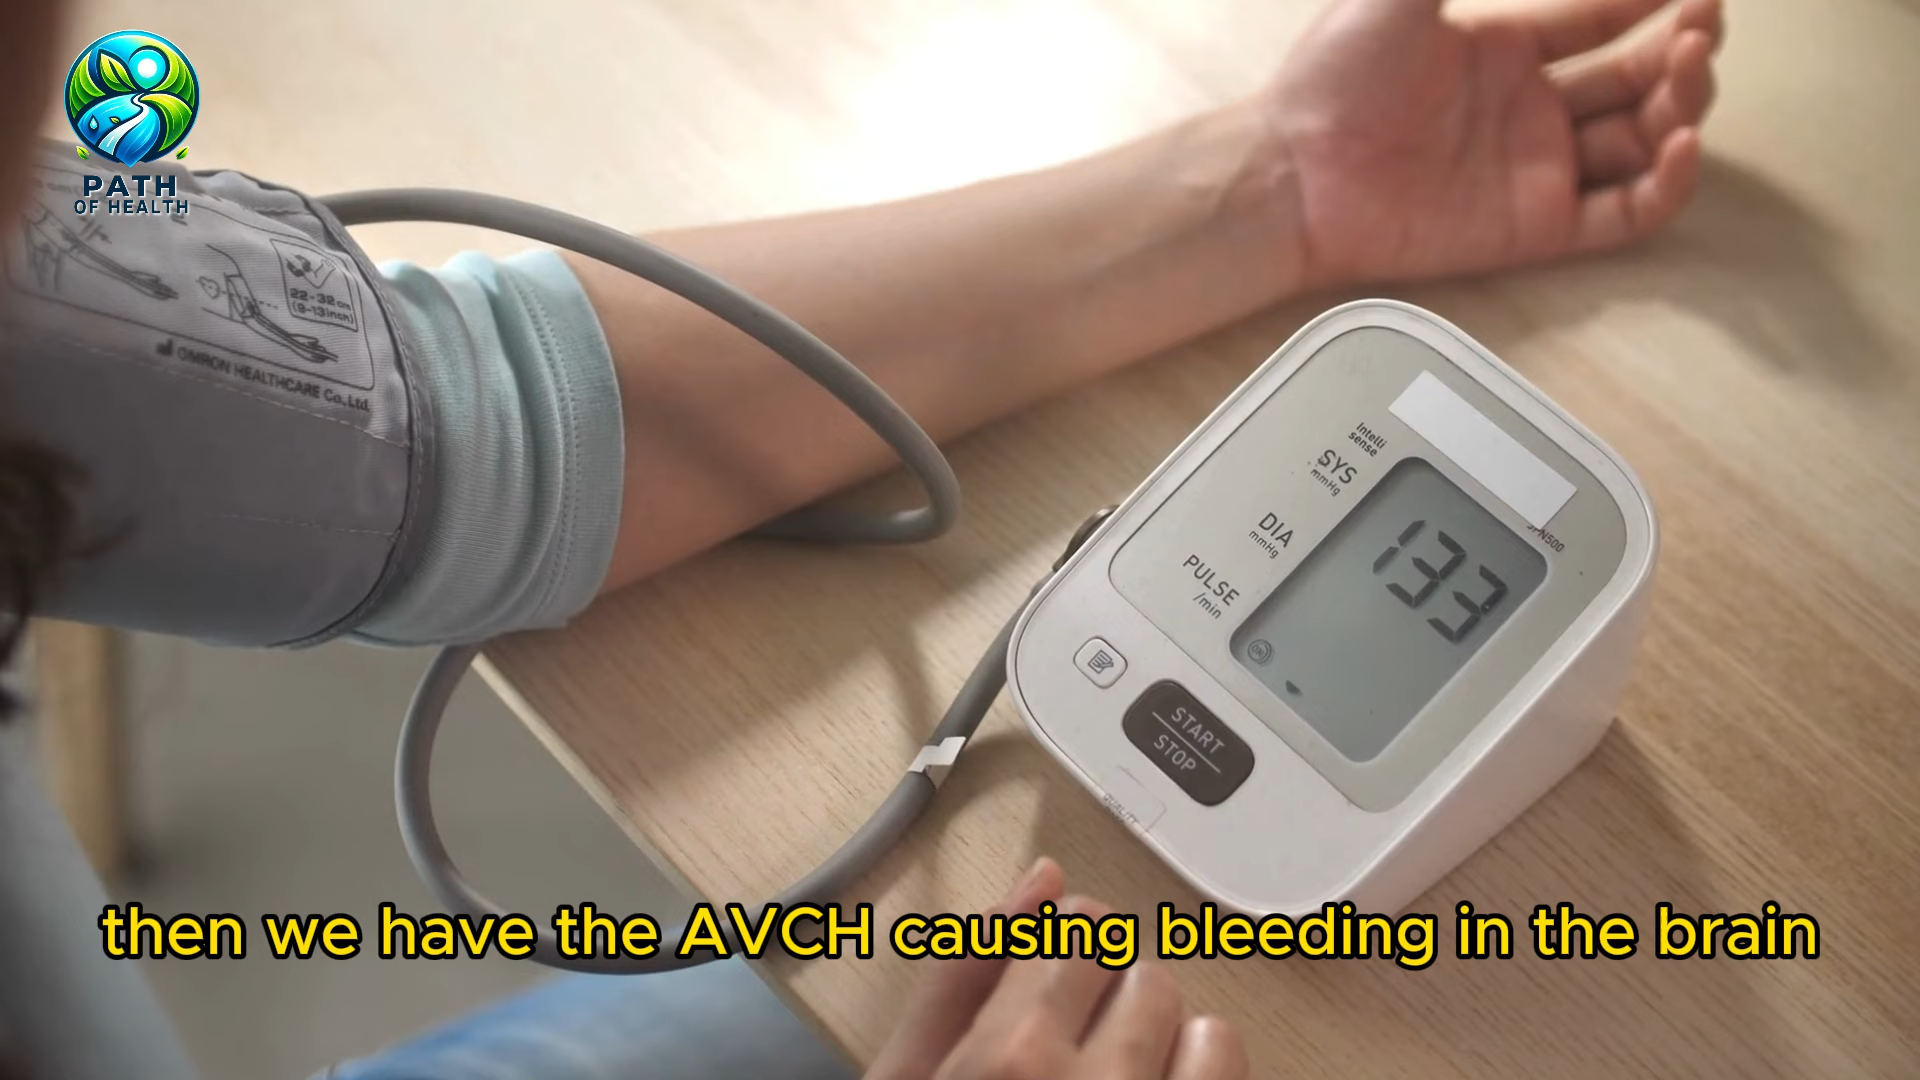 PATH
OF HEALTH
22-32cm
(9-13inch)
OMRON HEALTHCARE Co.,Ltd.
Intelli
sense
SYS
mmHg
DIA
mmHg
PULSE
/min
133
START
STOP
QUALITY
then we have the AVCH causing bleeding in the brain